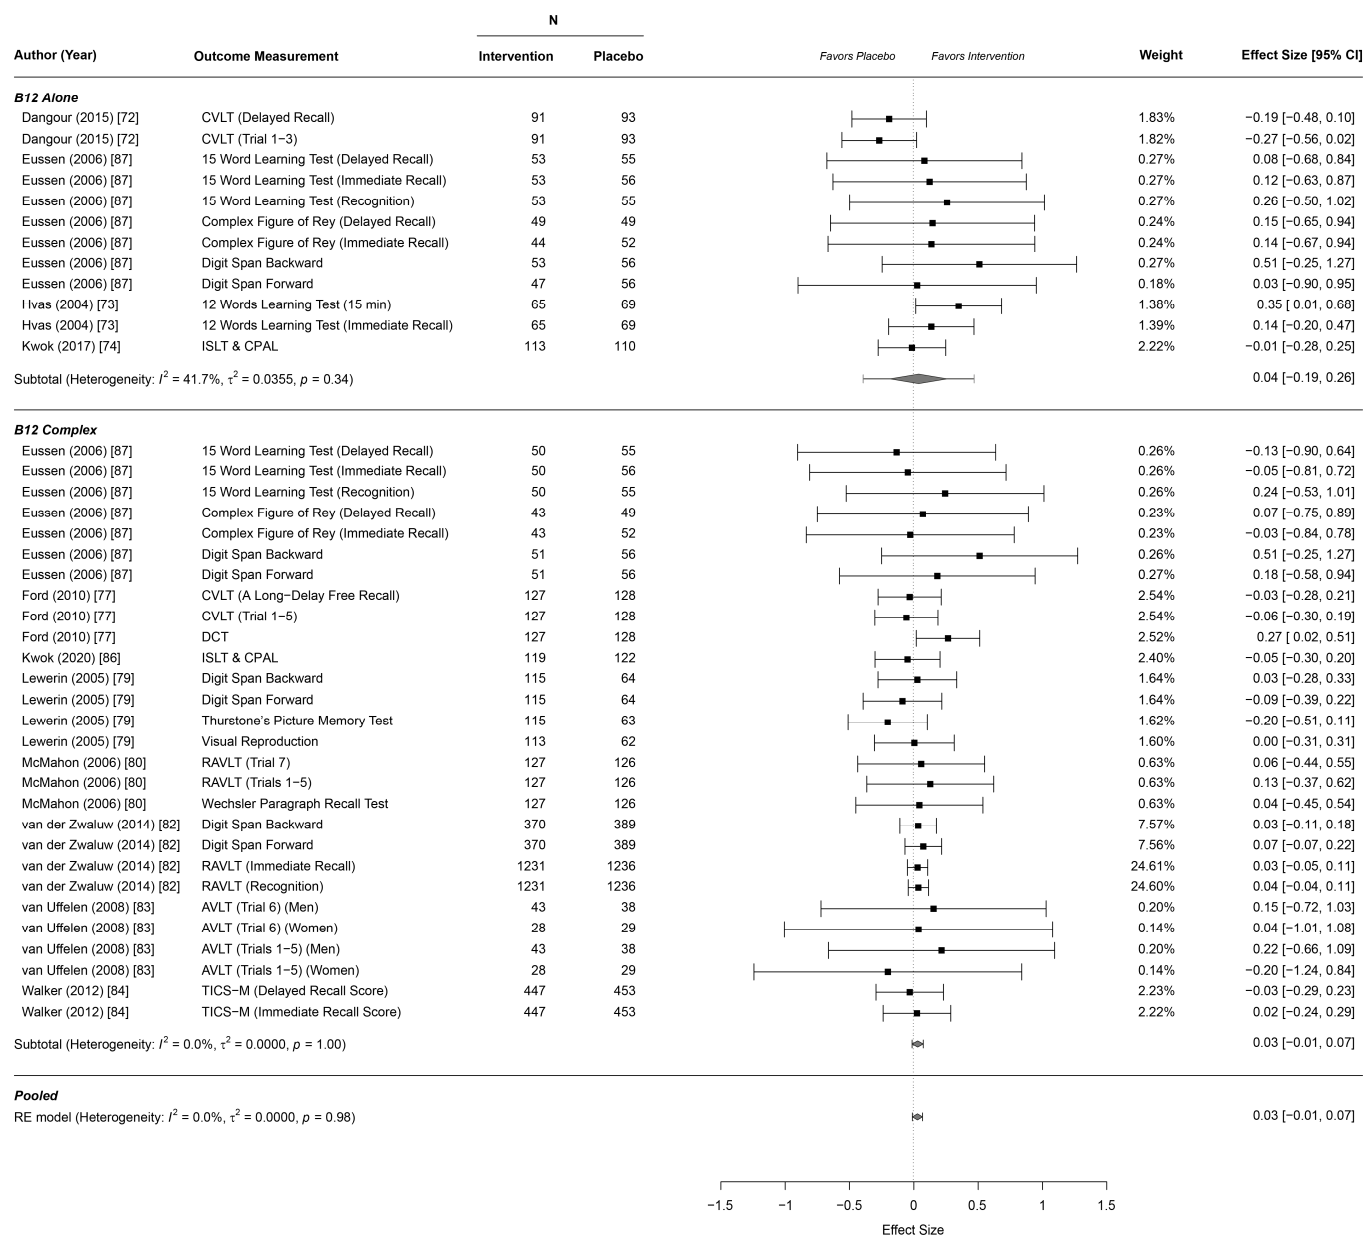 N
Author (Year) Outcome Measurement Intervention Placebo Favors Placebo Favors Intervention Weight Effect Size [95% CI]
B12 Alone
Dangour (2015) [72] CVLT (Delayed Recall) 91 93 1.83% −0.19 [−0.48, 0.10]
Dangour (2015) [72] CVLT (Trial 1−3) 91 93 1.82% −0.27 [−0.56, 0.02]
Eussen (2006) [87] 15 Word Learning Test (Delayed Recall) 53 55 0.27% 0.08 [−0.68, 0.84]
Eussen (2006) [87] 15 Word Learning Test (Immediate Recall) 53 56 0.27% 0.12 [−0.63, 0.87]
Eussen (2006) [87] 15 Word Learning Test (Recognition) 53 55 0.27% 0.26 [−0.50, 1.02]
Eussen (2006) [87] Complex Figure of Rey (Delayed Recall) 49 49 0.24% 0.15 [−0.65, 0.94]
Eussen (2006) [87] Complex Figure of Rey (Immediate Recall) 44 52 0.24% 0.14 [−0.67, 0.94]
Eussen (2006) [87] Digit Span Backward 53 56 0.27% 0.51 [−0.25, 1.27]
Eussen (2006) [87] Digit Span Forward 47 56 0.18% 0.03 [−0.90, 0.95]
Hvas (2004) [73] 12 Words Learning Test (15 min) 65 69 1.38% 0.35 [ 0.01, 0.68]
Hvas (2004) [73] 12 Words Learning Test (Immediate Recall) 65 69 1.39% 0.14 [−0.20, 0.47]
Kwok (2017) [74] ISLT & CPAL 113 110 2.22% −0.01 [−0.28, 0.25]
Subtotal (Heterogeneity: I² = 41.7%, τ² = 0.0355, p = 0.34) 0.04 [−0.19, 0.26]
B12 Complex
Eussen (2006) [87] 15 Word Learning Test (Delayed Recall) 50 55 0.26% −0.13 [−0.90, 0.64]
Eussen (2006) [87] 15 Word Learning Test (Immediate Recall) 50 56 0.26% −0.05 [−0.81, 0.72]
Eussen (2006) [87] 15 Word Learning Test (Recognition) 50 55 0.26% 0.24 [−0.53, 1.01]
Eussen (2006) [87] Complex Figure of Rey (Delayed Recall) 43 49 0.23% 0.07 [−0.75, 0.89]
Eussen (2006) [87] Complex Figure of Rey (Immediate Recall) 43 52 0.23% −0.03 [−0.84, 0.78]
Eussen (2006) [87] Digit Span Backward 51 56 0.26% 0.51 [−0.25, 1.27]
Eussen (2006) [87] Digit Span Forward 51 56 0.27% 0.18 [−0.58, 0.94]
Ford (2010) [77] CVLT (A Long−Delay Free Recall) 127 128 2.54% −0.03 [−0.28, 0.21]
Ford (2010) [77] CVLT (Trial 1−5) 127 128 2.54% −0.06 [−0.30, 0.19]
Ford (2010) [77] DCT 127 128 2.52% 0.27 [ 0.02, 0.51]
Kwok (2020) [86] ISLT & CPAL 119 122 2.40% −0.05 [−0.30, 0.20]
Lewerin (2005) [79] Digit Span Backward 115 64 1.64% 0.03 [−0.28, 0.33]
Lewerin (2005) [79] Digit Span Forward 115 64 1.64% −0.09 [−0.39, 0.22]
Lewerin (2005) [79] Thurstone's Picture Memory Test 115 63 1.62% −0.20 [−0.51, 0.11]
Lewerin (2005) [79] Visual Reproduction 113 62 1.60% 0.00 [−0.31, 0.31]
McMahon (2006) [80] RAVLT (Trial 7) 127 126 0.63% 0.06 [−0.44, 0.55]
McMahon (2006) [80] RAVLT (Trials 1−5) 127 126 0.63% 0.13 [−0.37, 0.62]
McMahon (2006) [80] Wechsler Paragraph Recall Test 127 126 0.63% 0.04 [−0.45, 0.54]
van der Zwaluw (2014) [82] Digit Span Backward 370 389 7.57% 0.03 [−0.11, 0.18]
van der Zwaluw (2014) [82] Digit Span Forward 370 389 7.56% 0.07 [−0.07, 0.22]
van der Zwaluw (2014) [82] RAVLT (Immediate Recall) 1231 1236 24.61% 0.03 [−0.05, 0.11]
van der Zwaluw (2014) [82] RAVLT (Recognition) 1231 1236 24.60% 0.04 [−0.04, 0.11]
van Uffelen (2008) [83] AVLT (Trial 6) (Men) 43 38 0.20% 0.15 [−0.72, 1.03]
van Uffelen (2008) [83] AVLT (Trial 6) (Women) 28 29 0.14% 0.04 [−1.01, 1.08]
van Uffelen (2008) [83] AVLT (Trials 1−5) (Men) 43 38 0.20% 0.22 [−0.66, 1.09]
van Uffelen (2008) [83] AVLT (Trials 1−5) (Women) 28 29 0.14% −0.20 [−1.24, 0.84]
Walker (2012) [84] TICS−M (Delayed Recall Score) 447 453 2.23% −0.03 [−0.29, 0.23]
Walker (2012) [84] TICS−M (Immediate Recall Score) 447 453 2.22% 0.02 [−0.24, 0.29]
Subtotal (Heterogeneity: I² = 0.0%, τ² = 0.0000, p = 1.00) 0.03 [−0.01, 0.07]
Pooled
RE model (Heterogeneity: I² = 0.0%, τ² = 0.0000, p = 0.98) 0.03 [−0.01, 0.07]
−1.5 −1 −0.5 0 0.5 1 1.5
Effect Size